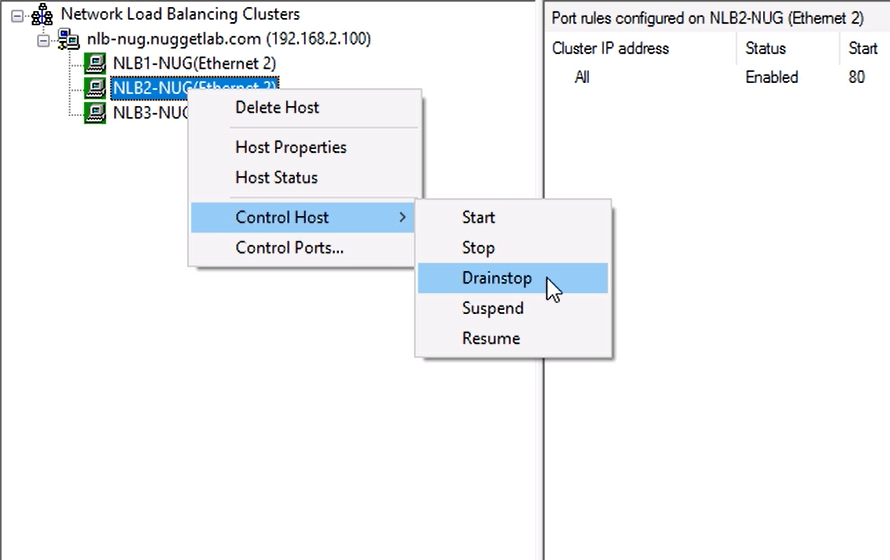 Network Load Balancing Clusters
nlb-nug.nuggetlab.com (192.168.2.100)
NLB1-NUG(Ethernet 2)
NLB2-NUG(Ethernet 2)
NLB3-NUG
Delete Host
Host Properties
Host Status
Control Host
Control Ports...
Start
Stop
Drainstop
Suspend
Resume
Port rules configured on NLB2-NUG (Ethernet 2)
Cluster IP address Status Start
All Enabled 80